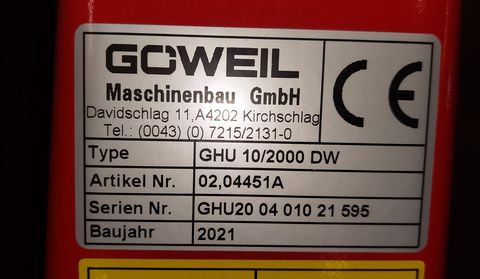 GÖWEIL
CE
Maschinenbau GmbH
Davidschlag 11,A4202 Kirchschlag
Tel.: (0043) (0) 7215/2131-0
Type GHU 10/2000 DW
Artikel Nr. 02,04451A
Serien Nr. GHU20 04 010 21 595
Baujahr 2021